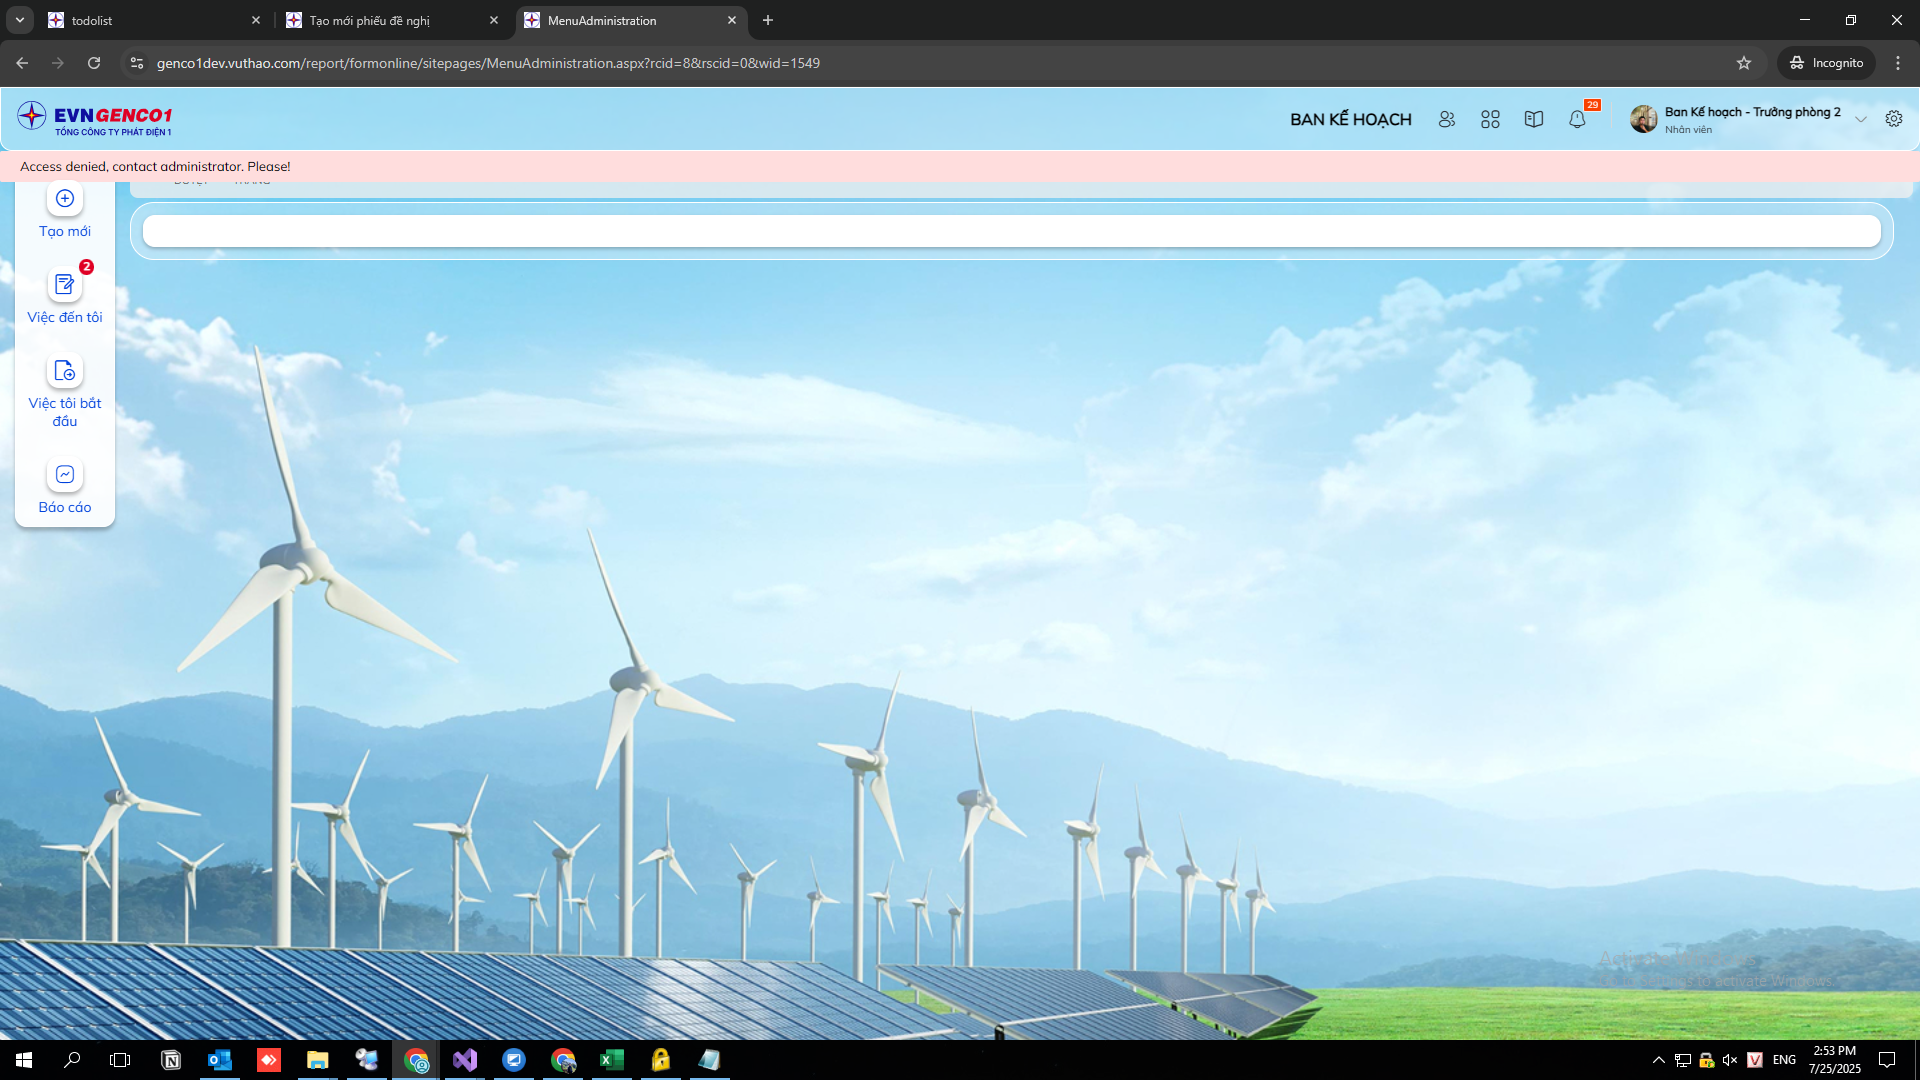 todolist
Tạo mới phiếu đề nghị
MenuAdministration
genco1dev.vuthao.com/report/formonline/sitepages/MenuAdministration.aspx?rcid=8&rscid=0&wid=1549
Incognito
EVNGENCO1
TỔNG CÔNG TY PHÁT ĐIỆN 1
BAN KẾ HOẠCH
29
Ban Kế hoạch - Trưởng phòng 2
Nhân viên
Access denied, contact administrator. Please!
Tạo mới
2
Việc đến tôi
Việc tôi bắt
đầu
Báo cáo
Activate Windows
Go to Settings to activate Windows.
ENG
2:53 PM
7/25/2025